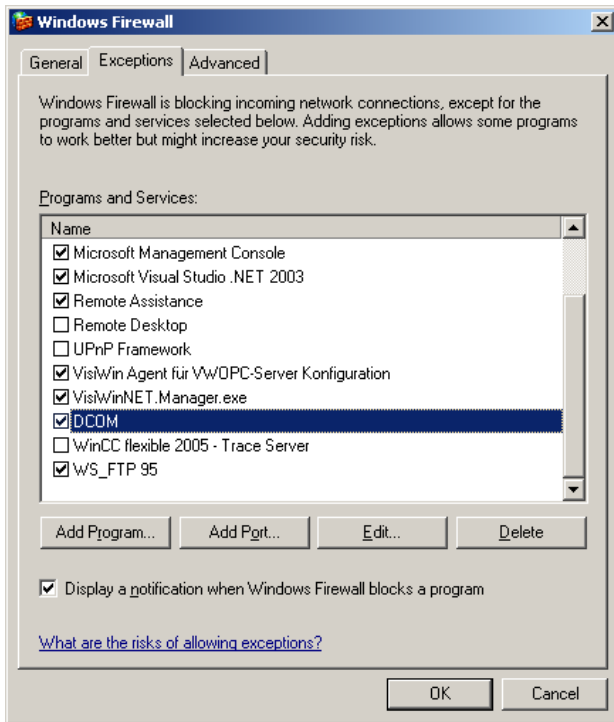 Windows Firewall
General Exceptions Advanced
Windows Firewall is blocking incoming network connections, except for the
programs and services selected below. Adding exceptions allows some programs
to work better but might increase your security risk.
Programs and Services:
Name
Microsoft Management Console
Microsoft Visual Studio .NET 2003
Remote Assistance
Remote Desktop
UPnP Framework
VisiWin Agent für VWOPC-Server Konfiguration
VisiWinNET.Manager.exe
DCOM
WinCC flexible 2005 - Trace Server
WS_FTP 95
Add Program... Add Port... Edit... Delete
Display a notification when Windows Firewall blocks a program
What are the risks of allowing exceptions?
OK Cancel